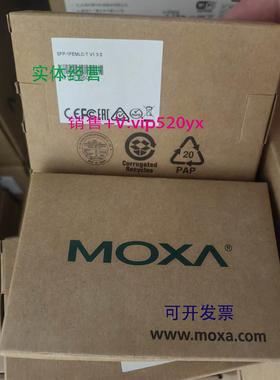 SFP-1FEMLC-T V1.3.0
实体经营
CE FC EAC
Corrugated
Recycles
20
PAP
销售+V:vip520yx
MOXA®
可开发票
www.moxa.com